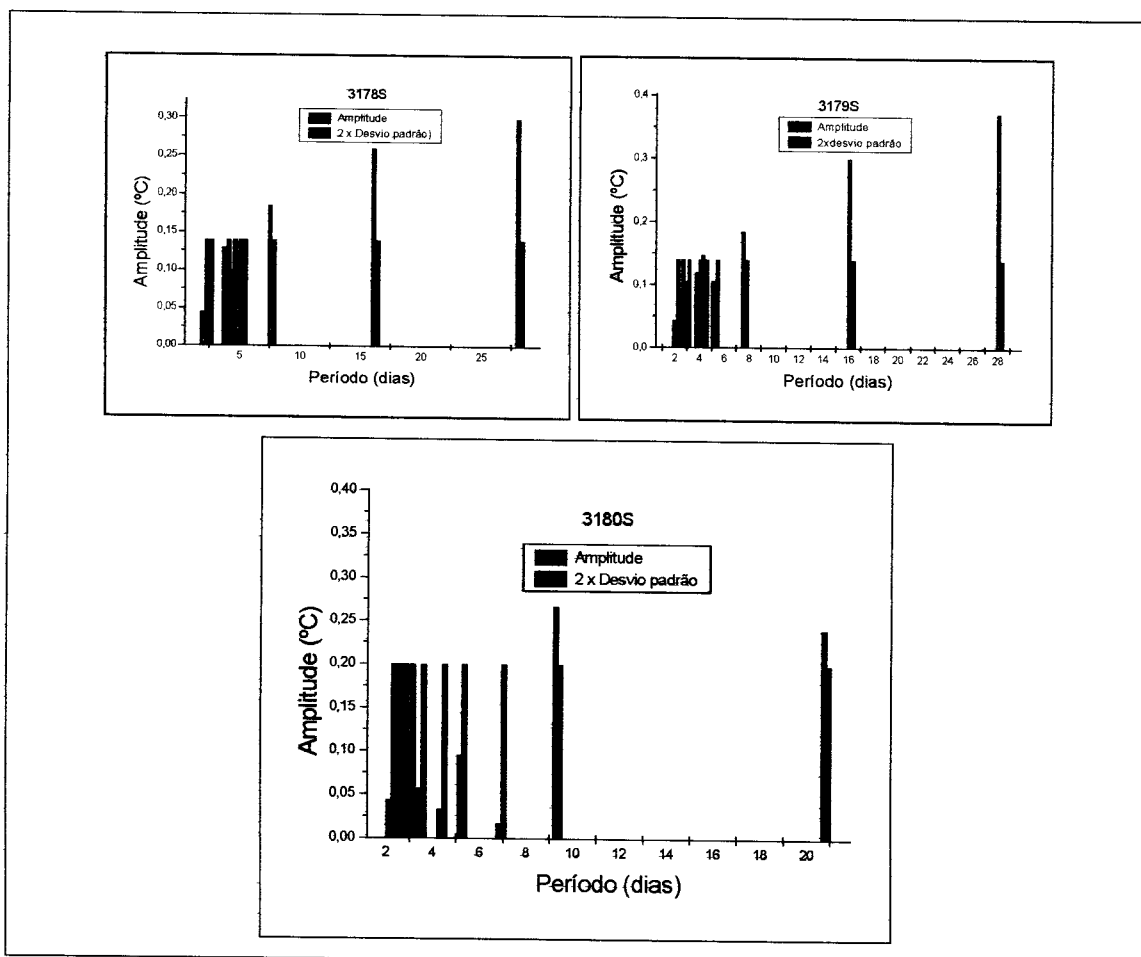 3178S
Amplitude
2 x Desvio padrão)
0,30
0,25
0,20
0,15
0,10
0,05
0,00
Amplitude (ºC)
5 10 15 20 25
Período (dias)
3179S
Amplitude
2xdesvio padrão
0,4
0,3
0,2
0,1
0,0
Amplitude (ºC)
2 4 6 8 10 12 14 16 18 20 22 24 26 28
Período (dias)
3180S
Amplitude
2 x Desvio padrão
0,40
0,35
0,30
0,25
0,20
0,15
0,10
0,05
0,00
Amplitude (ºC)
2 4 6 8 10 12 14 16 18 20
Período (dias)